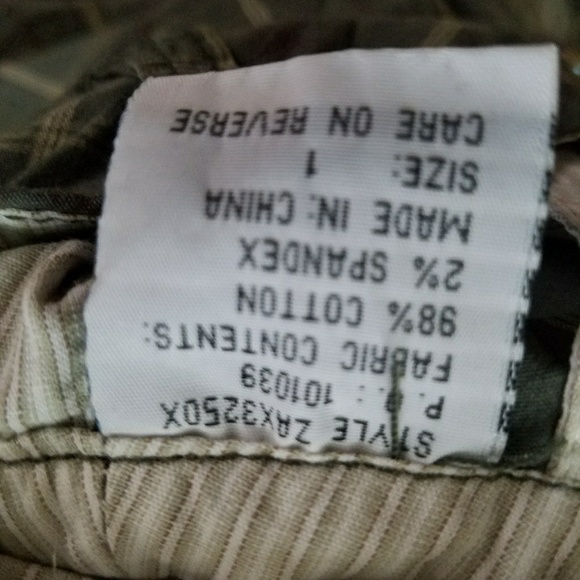 STYLE ZAX3250X
P.O.: 101039
FABRIC CONTENTS:
98% COTTON
2% SPANDEX
MADE IN: CHINA
SIZE: 1
CARE ON REVERSE